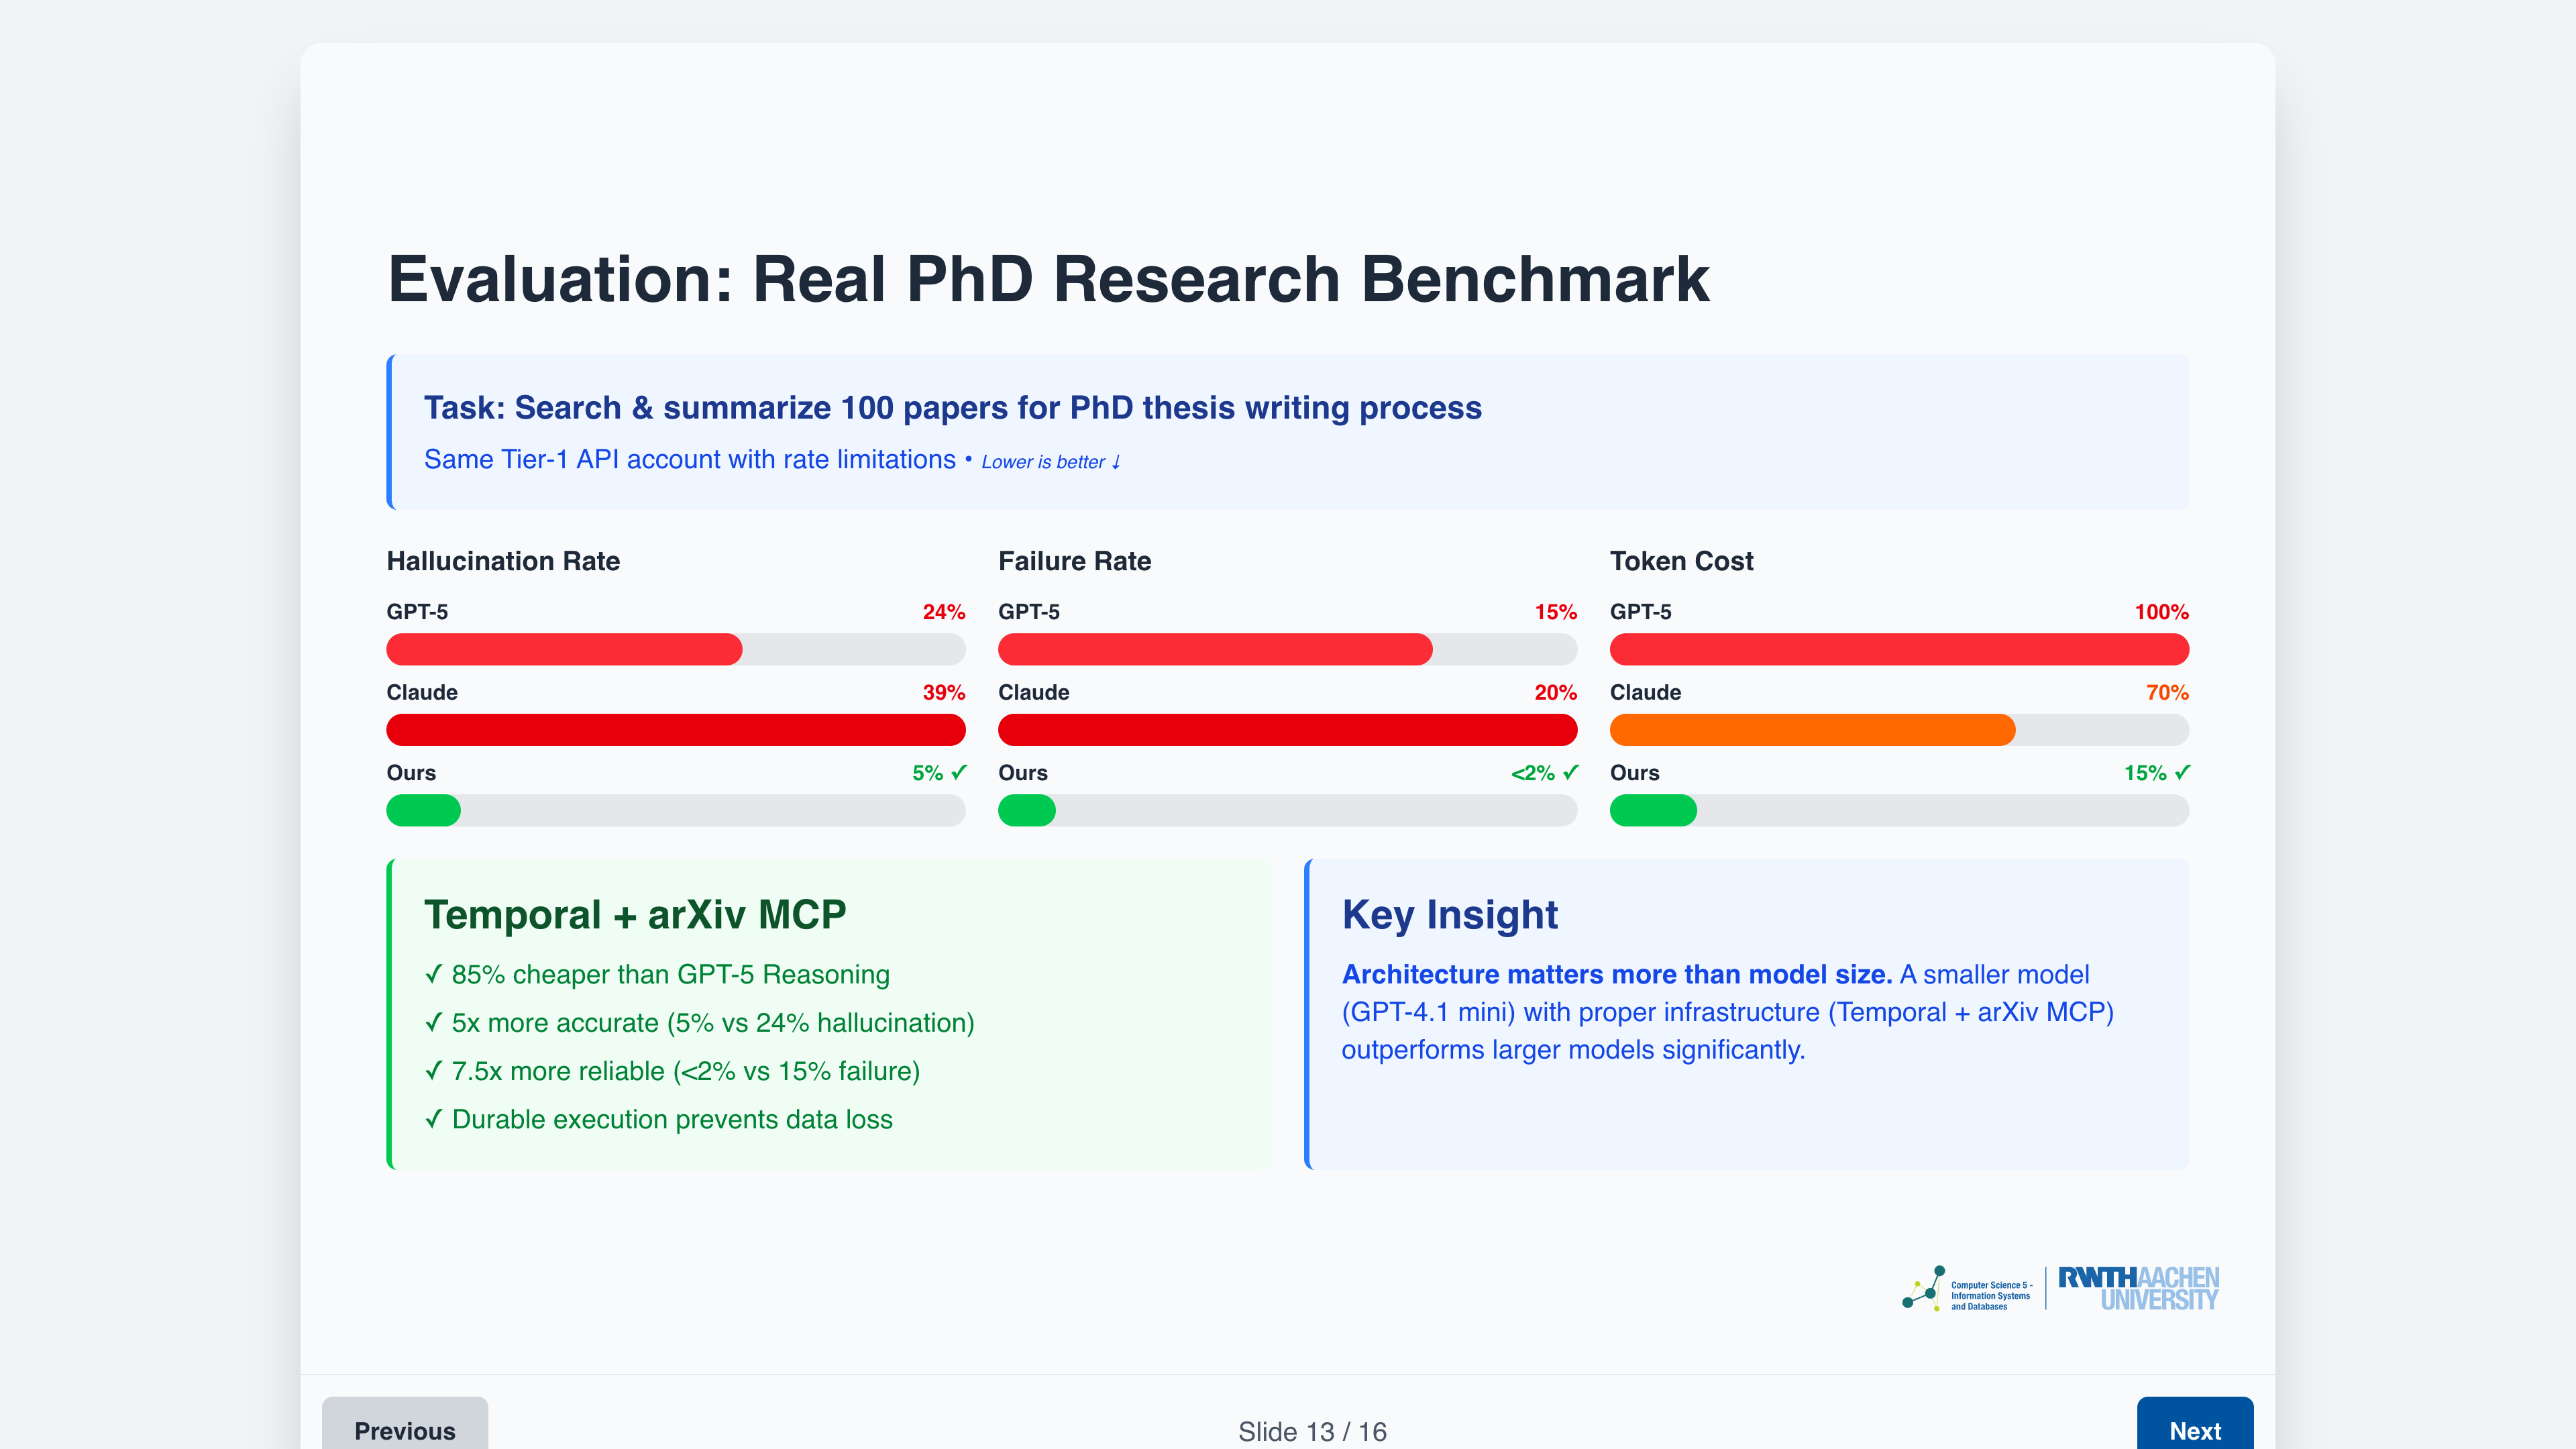 Evaluation: Real PhD Research Benchmark
Task: Search & summarize 100 papers for PhD thesis writing process
Same Tier-1 API account with rate limitations • Lower is better ↓
Hallucination Rate
GPT-5 24%
Claude 39%
Ours 5% ✓
Failure Rate
GPT-5 15%
Claude 20%
Ours <2% ✓
Token Cost
GPT-5 100%
Claude 70%
Ours 15% ✓
Temporal + arXiv MCP
✓ 85% cheaper than GPT-5 Reasoning
✓ 5x more accurate (5% vs 24% hallucination)
✓ 7.5x more reliable (<2% vs 15% failure)
✓ Durable execution prevents data loss
Key Insight
Architecture matters more than model size. A smaller model
(GPT-4.1 mini) with proper infrastructure (Temporal + arXiv MCP)
outperforms larger models significantly.
Computer Science 5 -
Information Systems
and Databases
RWTHAACHEN
UNIVERSITY
Previous
Slide 13 / 16
Next